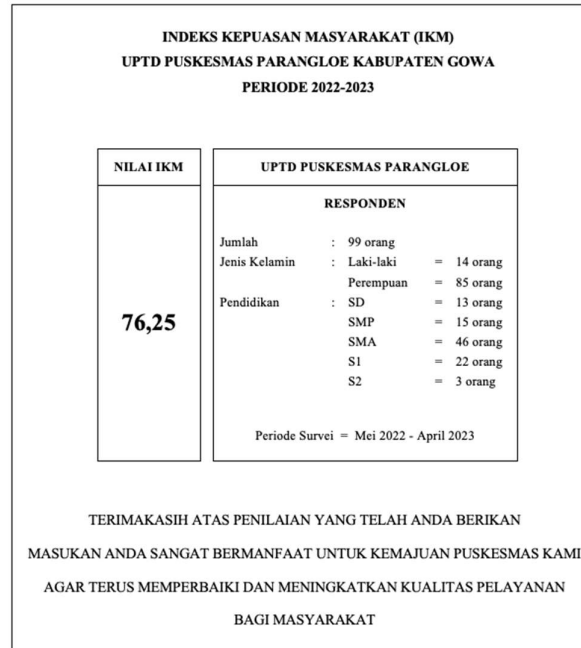 INDEKS KEPUASAN MASYARAKAT (IKM)
UPTD PUSKESMAS PARANGLOE KABUPATEN GOWA
PERIODE 2022-2023
NILAI IKM
76,25
UPTD PUSKESMAS PARANGLOE
RESPONDEN
Jumlah : 99 orang
Jenis Kelamin : Laki-laki = 14 orang
Perempuan = 85 orang
Pendidikan : SD = 13 orang
SMP = 15 orang
SMA = 46 orang
S1 = 22 orang
S2 = 3 orang
Periode Survei = Mei 2022 - April 2023
TERIMAKASIH ATAS PENILAIAN YANG TELAH ANDA BERIKAN
MASUKAN ANDA SANGAT BERMANFAAT UNTUK KEMAJUAN PUSKESMAS KAMI
AGAR TERUS MEMPERBAIKI DAN MENINGKATKAN KUALITAS PELAYANAN
BAGI MASYARAKAT